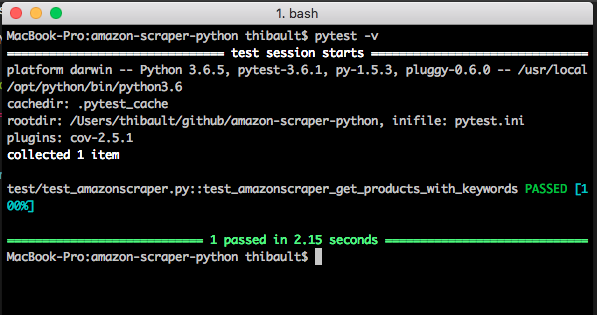 1. bash
MacBook-Pro:amazon-scraper-python thibault$ pytest -v
============================ test session starts ============================
platform darwin -- Python 3.6.5, pytest-3.6.1, py-1.5.3, pluggy-0.6.0 -- /usr/local
/opt/python/bin/python3.6
cachedir: .pytest_cache
rootdir: /Users/thibault/github/amazon-scraper-python, inifile: pytest.ini
plugins: cov-2.5.1
collected 1 item
test/test_amazonscraper.py::test_amazonscraper_get_products_with_keywords PASSED [1
00%]
========================= 1 passed in 2.15 seconds ==========================
MacBook-Pro:amazon-scraper-python thibault$